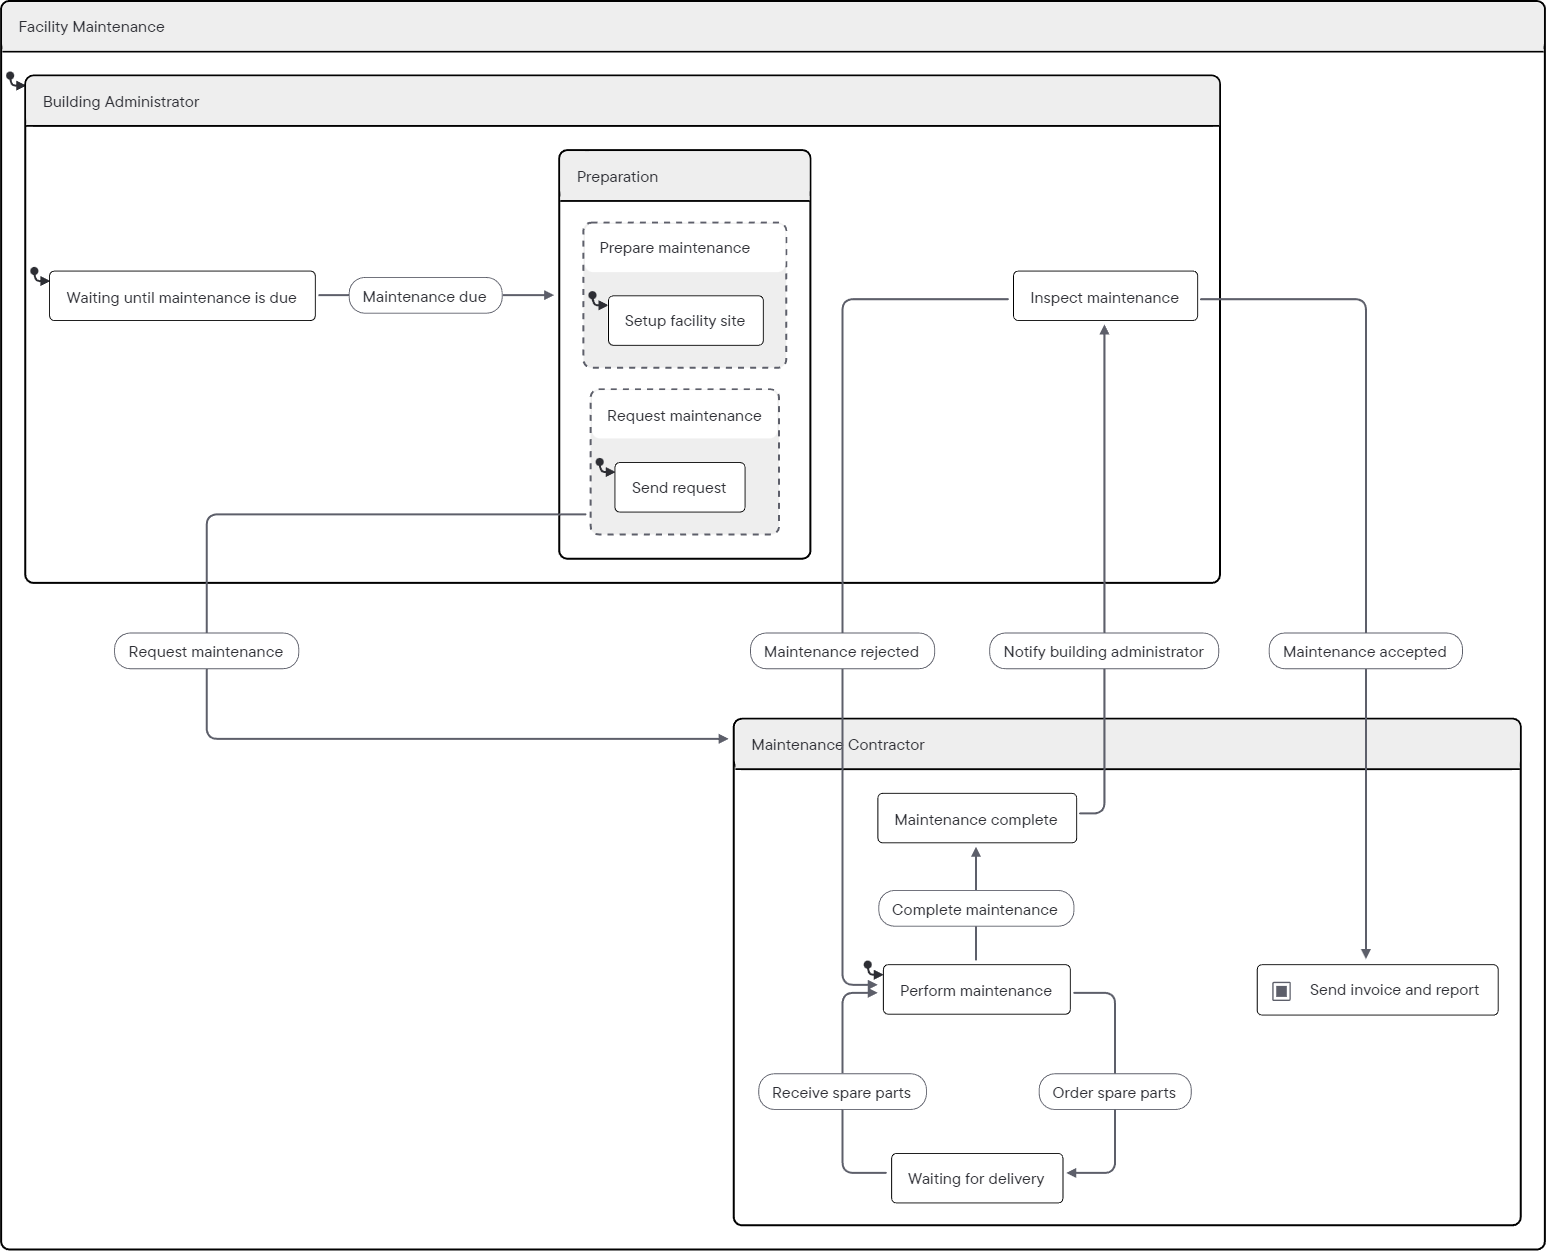 Facility Maintenance
Building Administrator
Preparation
Prepare maintenance
Waiting until maintenance is due
Maintenance due
Setup facility site
Inspect maintenance
Request maintenance
Send request
Request maintenance
Maintenance rejected
Notify building administrator
Maintenance accepted
Maintenance Contractor
Maintenance complete
Complete maintenance
Perform maintenance
Send invoice and report
Receive spare parts
Order spare parts
Waiting for delivery